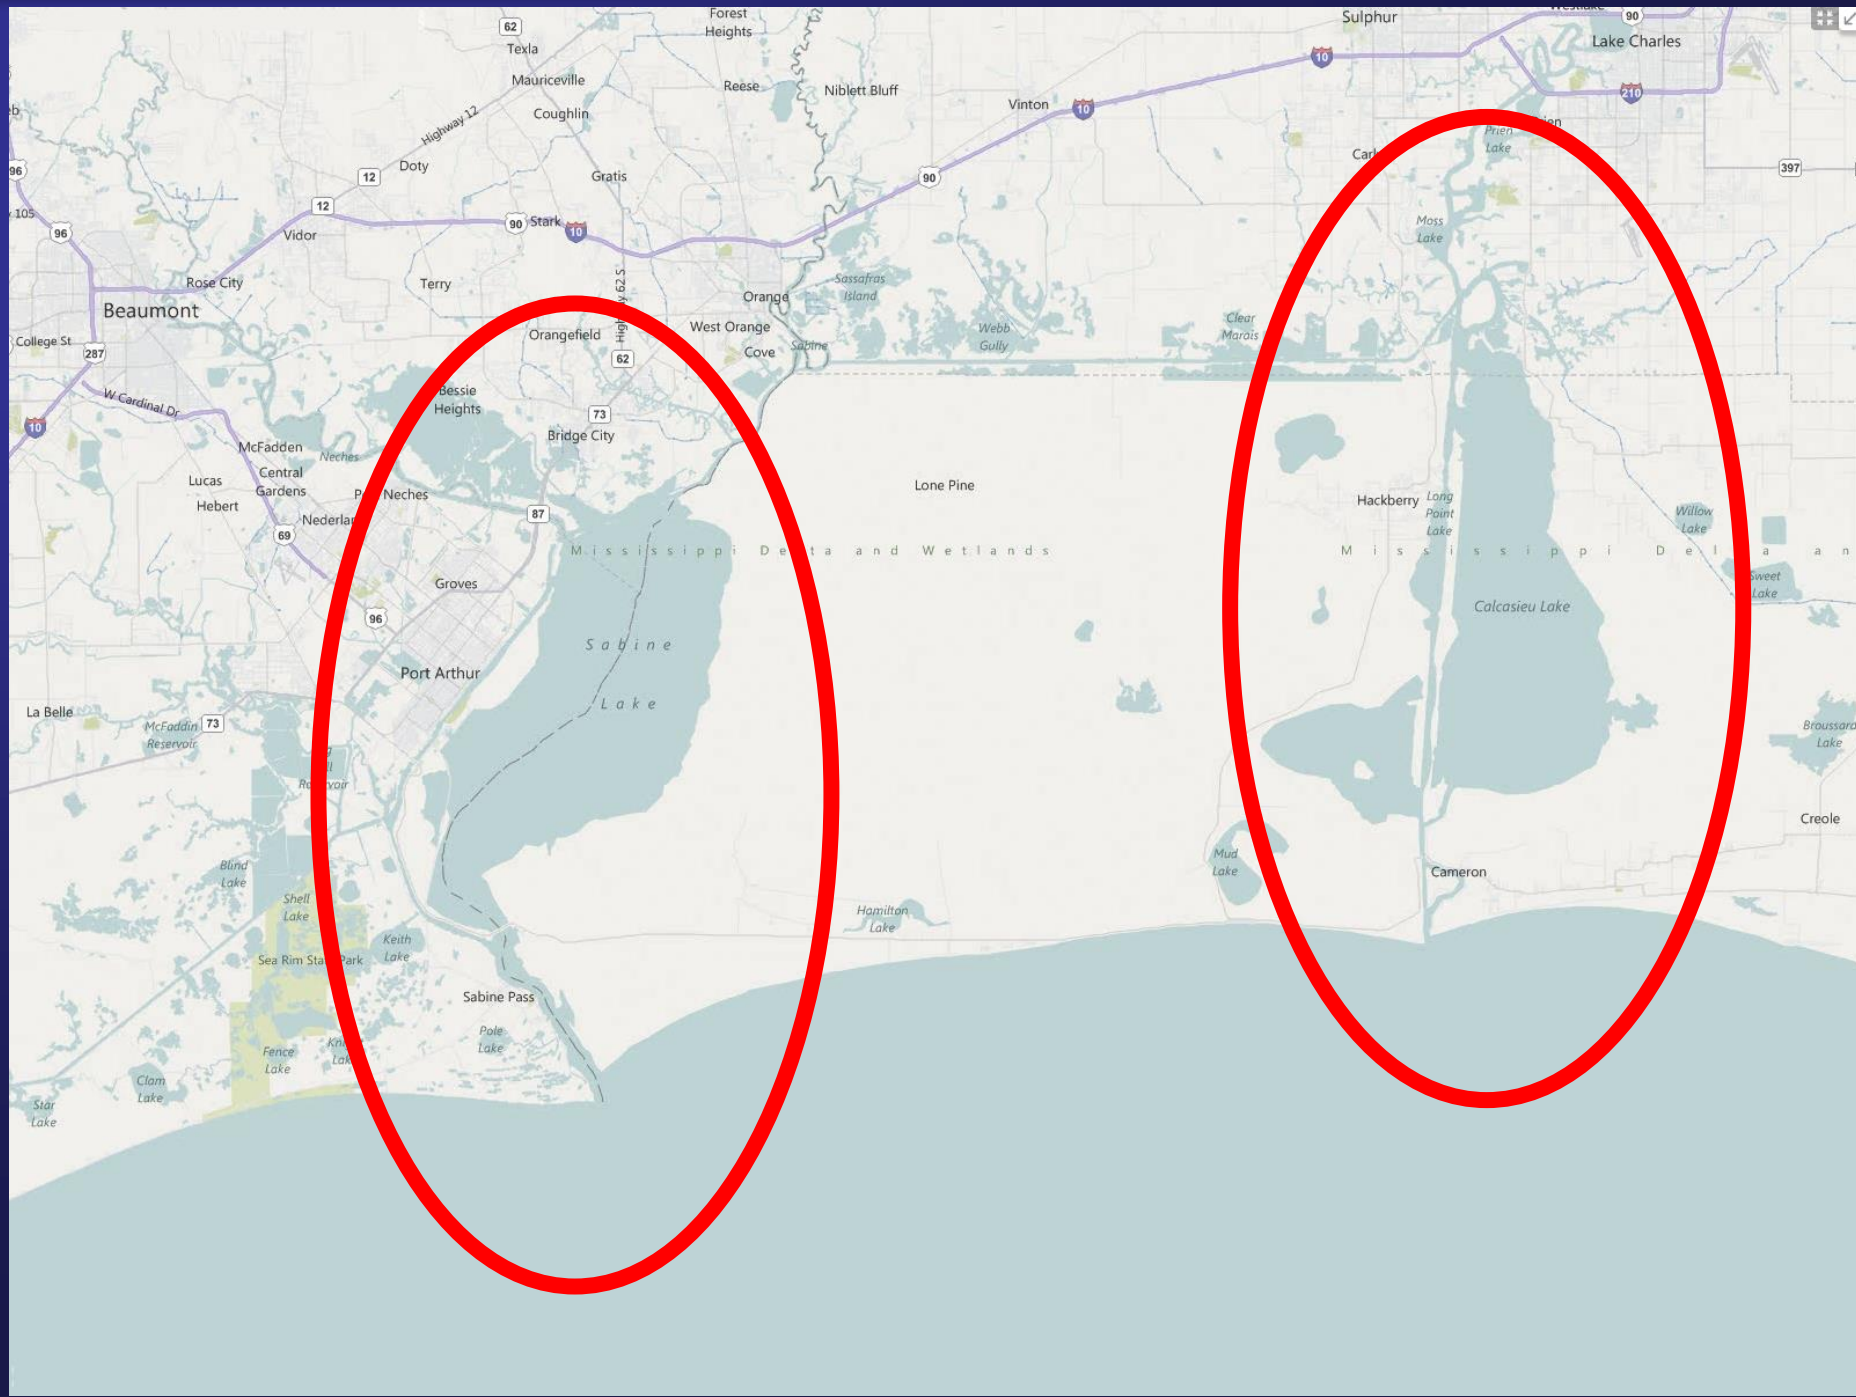 62
Texla
Forest
Heights
Sulphur
Westlake
90
Lake Charles
10
Mauriceville
Reese
Niblett Bluff
Vinton
10
210
Coughlin
Highway 12
Prien
Lake
96
12
Doty
Gratis
90
397
105
12
96
Vidor
90
Stark
10
Moss
Lake
Rose City
Terry
Highway 62 S
Orange
Sassafras
Island
Beaumont
College St
287
Orangefield
62
West Orange
Cove
Sabine
Webb
Gully
Clear
Marais
W Cardinal Dr
10
Bessie
Heights
73
Bridge City
McFadden
Neches
Central
Gardens
Lucas
Hebert
Neches
Lone Pine
Hackberry
Long
Point
Lake
Willow
Lake
69
87
Mississippi Delta and Wetlands
Mississippi Del a an
Groves
96
Sweet
Lake
Calcasieu Lake
Sabine
Lake
Port Arthur
La Belle
McFaddin
Reservoir
73
Broussard
Lake
Creole
Blind
Lake
Mud
Lake
Cameron
Shell
Lake
Hamilton
Lake
Keith
Lake
Sea Rim State Park
Sabine Pass
Pole
Lake
Fence
Lake
Clam
Lake
Star
Lake